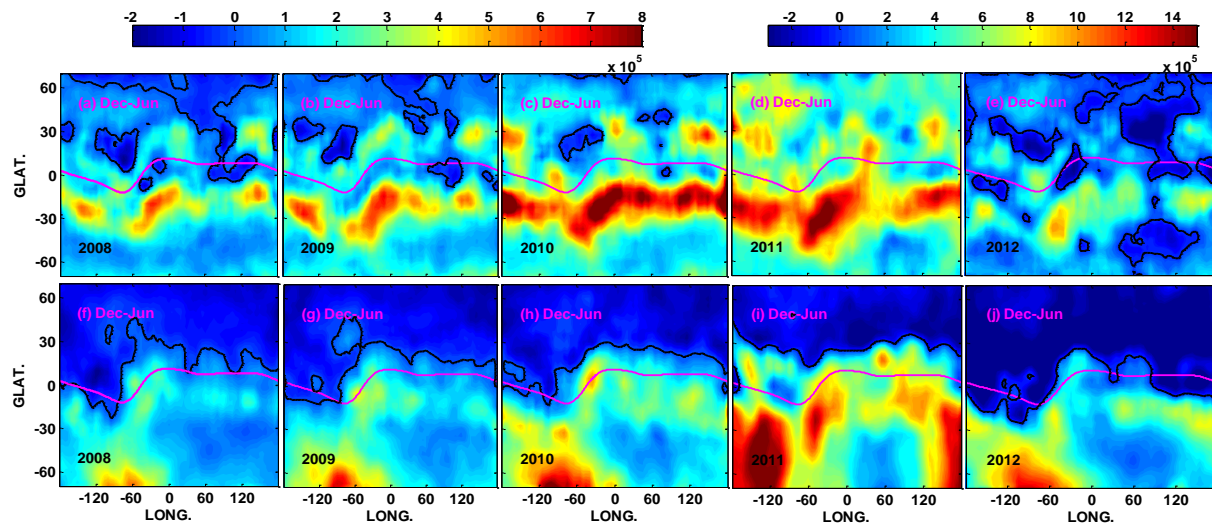 -2 -1 0 1 2 3 4 5 6 7 8
-2 0 2 4 6 8 10 12 14
x 10^5
x 10^5
60 30 0 -30 -60
GLAT.
(a) Dec-Jun
2008
(b) Dec-Jun
2009
(c) Dec-Jun
2010
(d) Dec-Jun
2011
(e) Dec-Jun
2012
60 30 0 -30 -60
GLAT.
(f) Dec-Jun
2008
(g) Dec-Jun
2009
(h) Dec-Jun
2010
(i) Dec-Jun
2011
(j) Dec-Jun
2012
-120 -60 0 60 120
-120 -60 0 60 120
-120 -60 0 60 120
-120 -60 0 60 120
-120 -60 0 60 120
LONG.
LONG.
LONG.
LONG.
LONG.